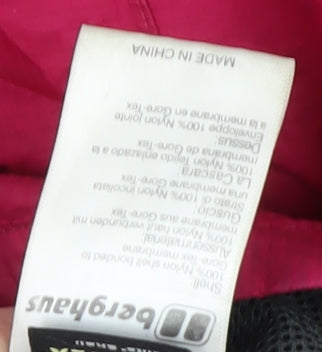 berghaus
Shell
100% Nylon shell bonded to
Gore-Tex membrane
Aussenmaterial:
100% Nylon haut verbunden mit
membrane aus Gore-Tex
Guscio
Strato di 100% Nylon incollata
una membrane Gore-Tex
La Cascara
100% Nylon Tejido enlazado a
membrana de Gore-Tex
Dessus:
Enveloppe 100% Nylon jointe
a la membrane en Gore-Tex
MADE IN CHINA